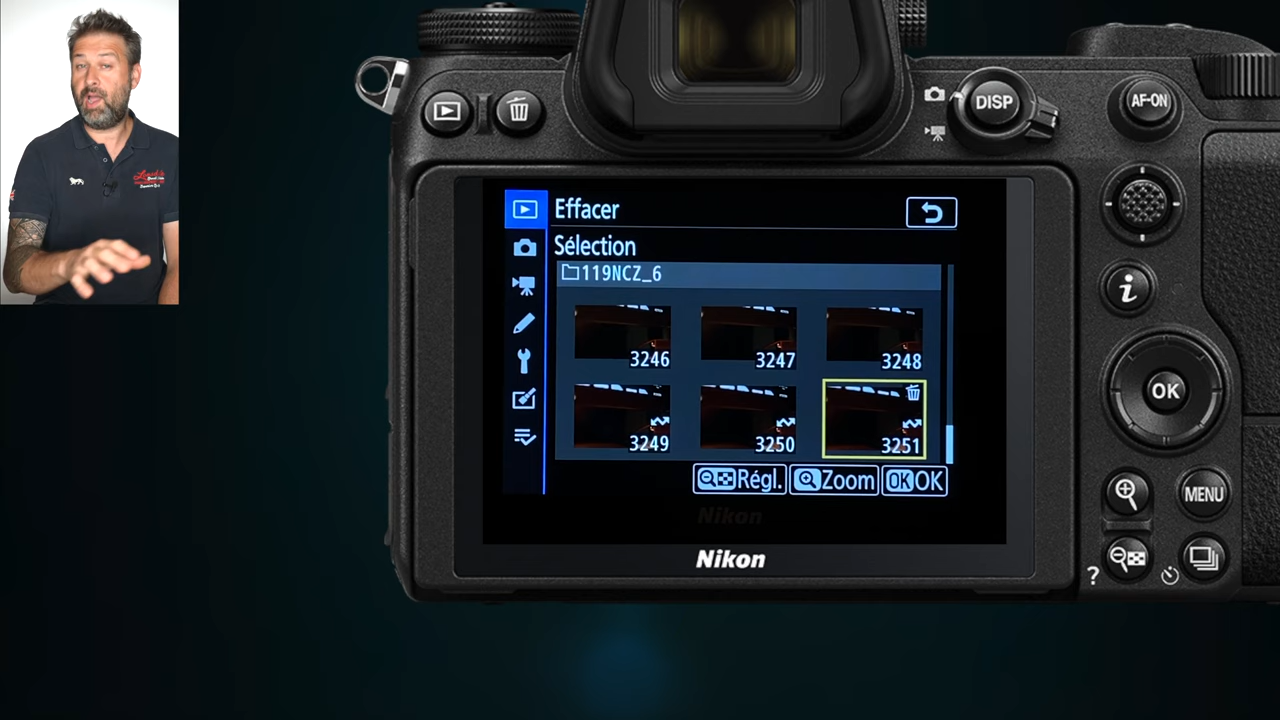 DISP
AF-ON
Effacer
Sélection
119NCZ_6
3246
3247
3248
3249
3250
3251
Régl.
Zoom
OK OK
i
OK
MENU
?
Nikon
Nikon